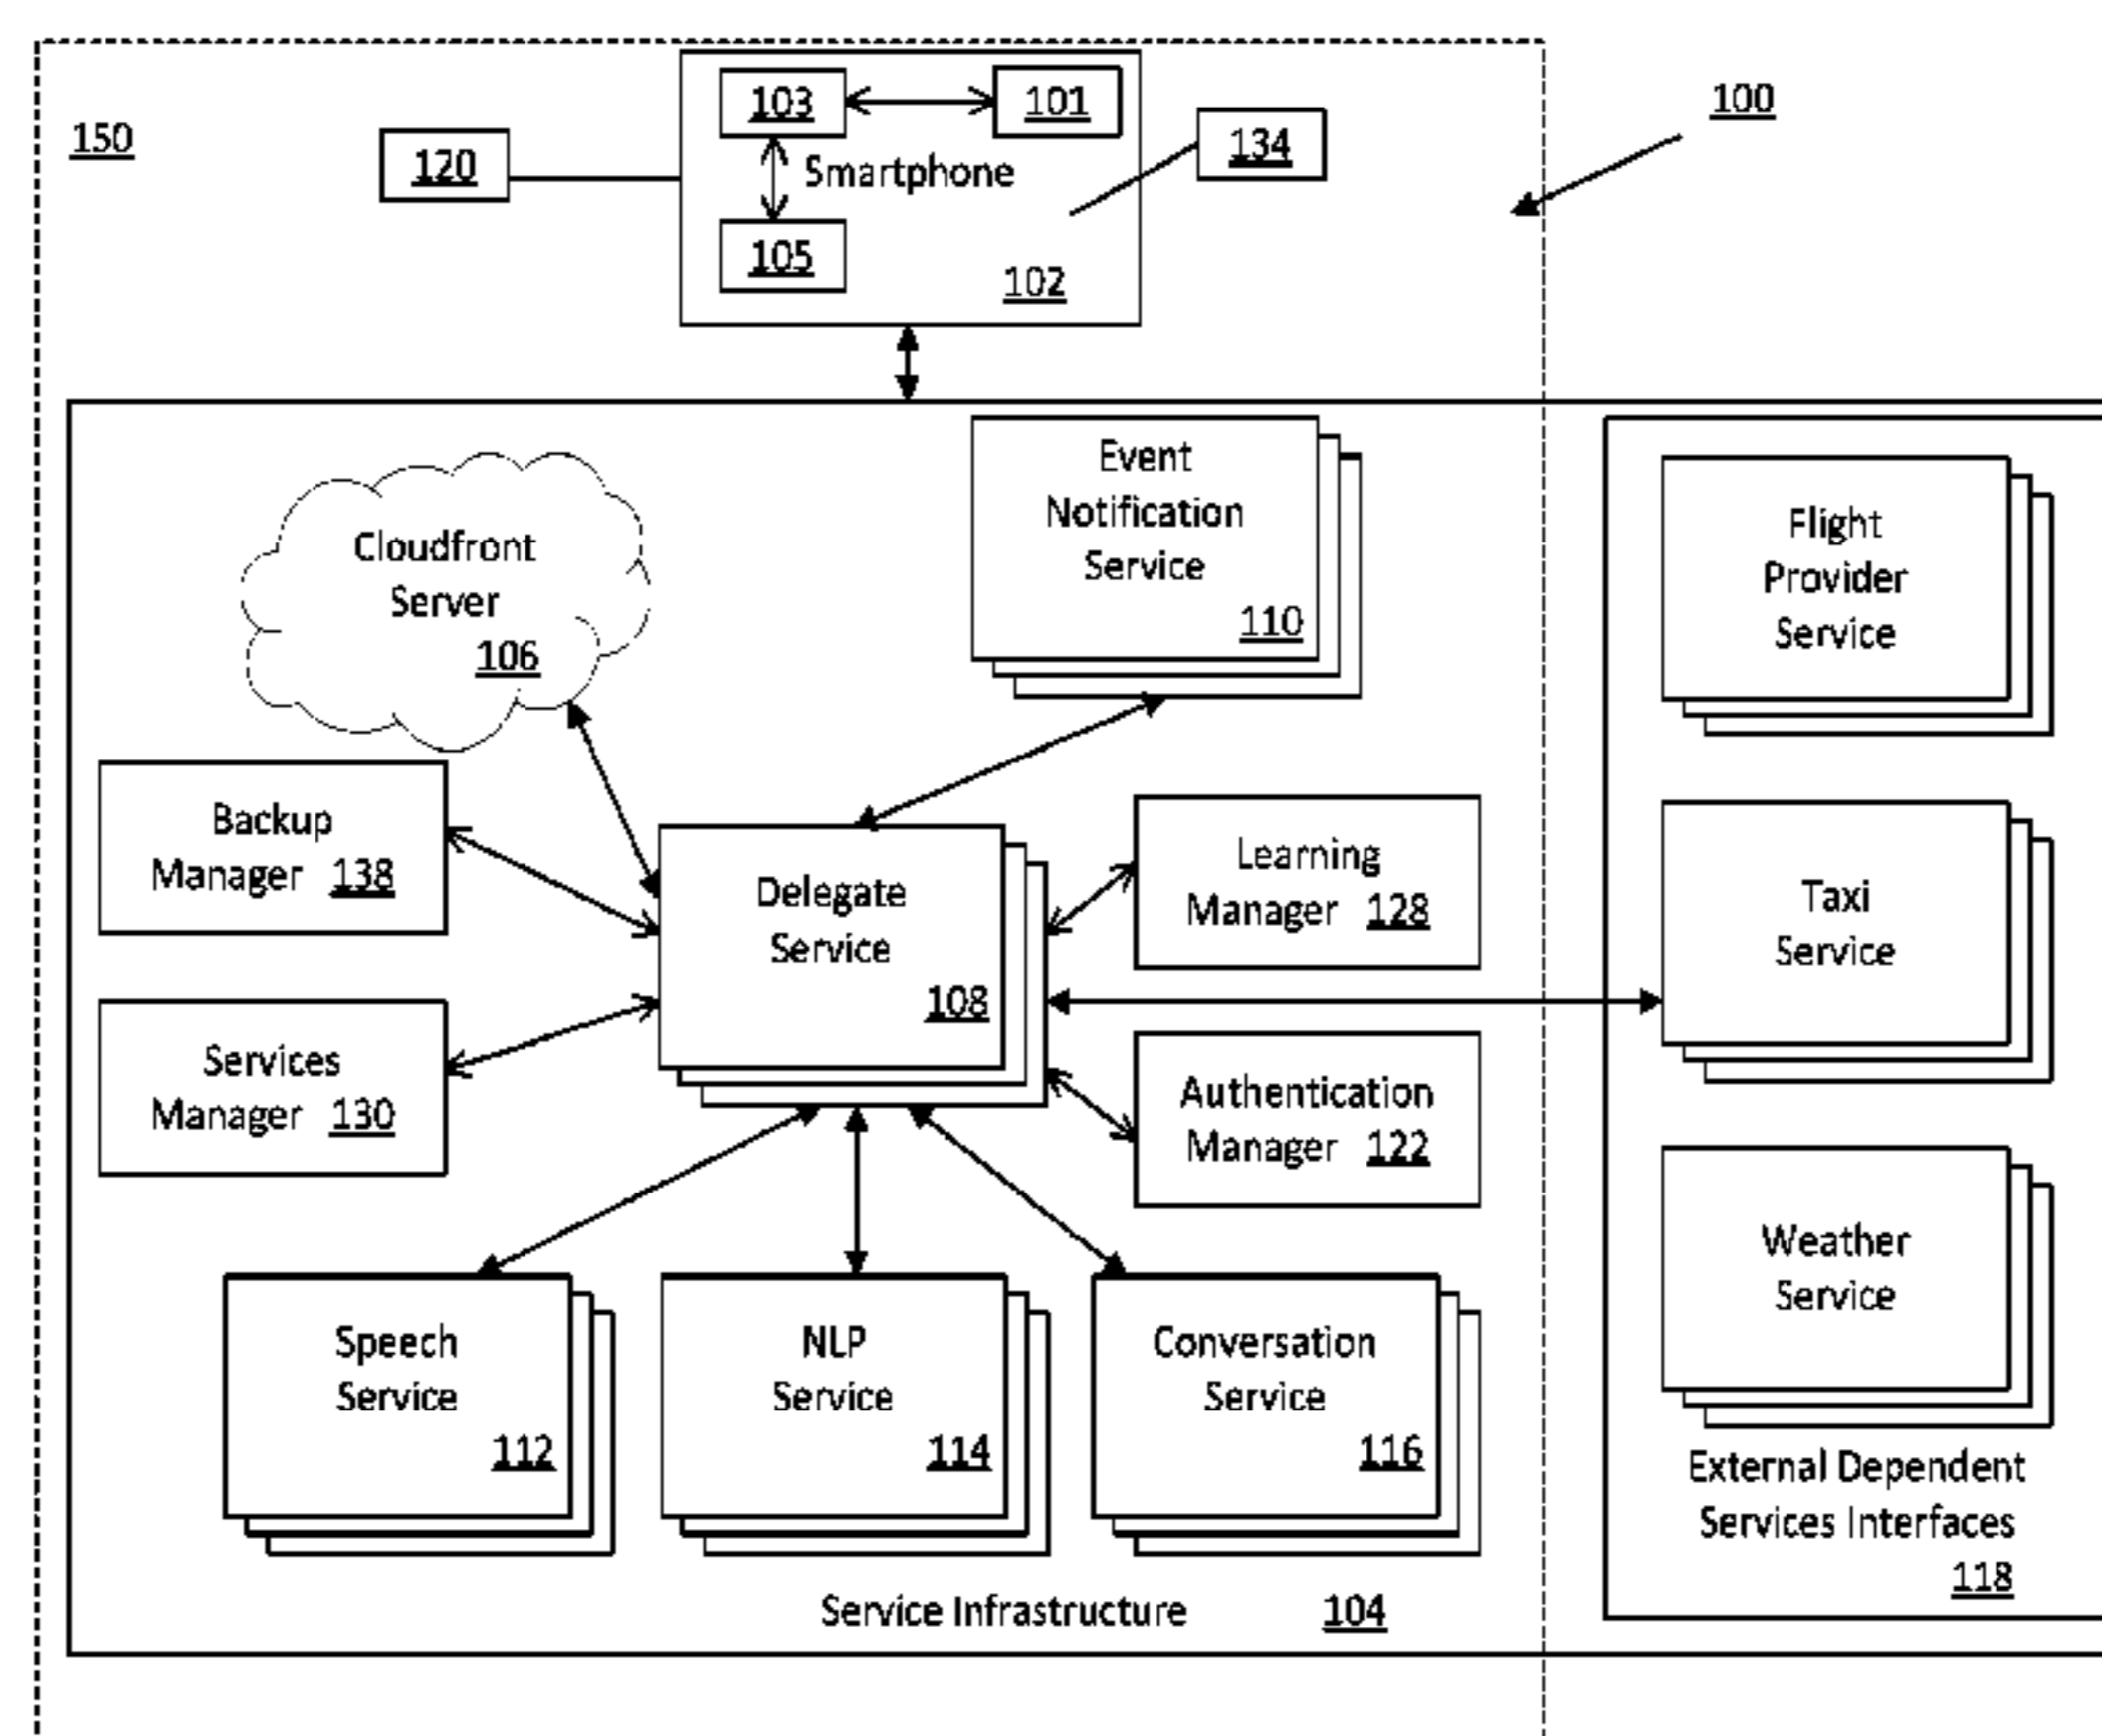 150
120
103
101
Smartphone
105
102
134
100
Cloudfront
Server
106
Event
Notification
Service
110
Flight
Provider
Service
Backup
Manager 138
Delegate
Service
108
Learning
Manager 128
Taxi
Service
Services
Manager 130
Authentication
Manager 122
Weather
Service
Speech
Service
112
NLP
Service
114
Conversation
Service
116
External Dependent
Services Interfaces
118
Service Infrastructure 104